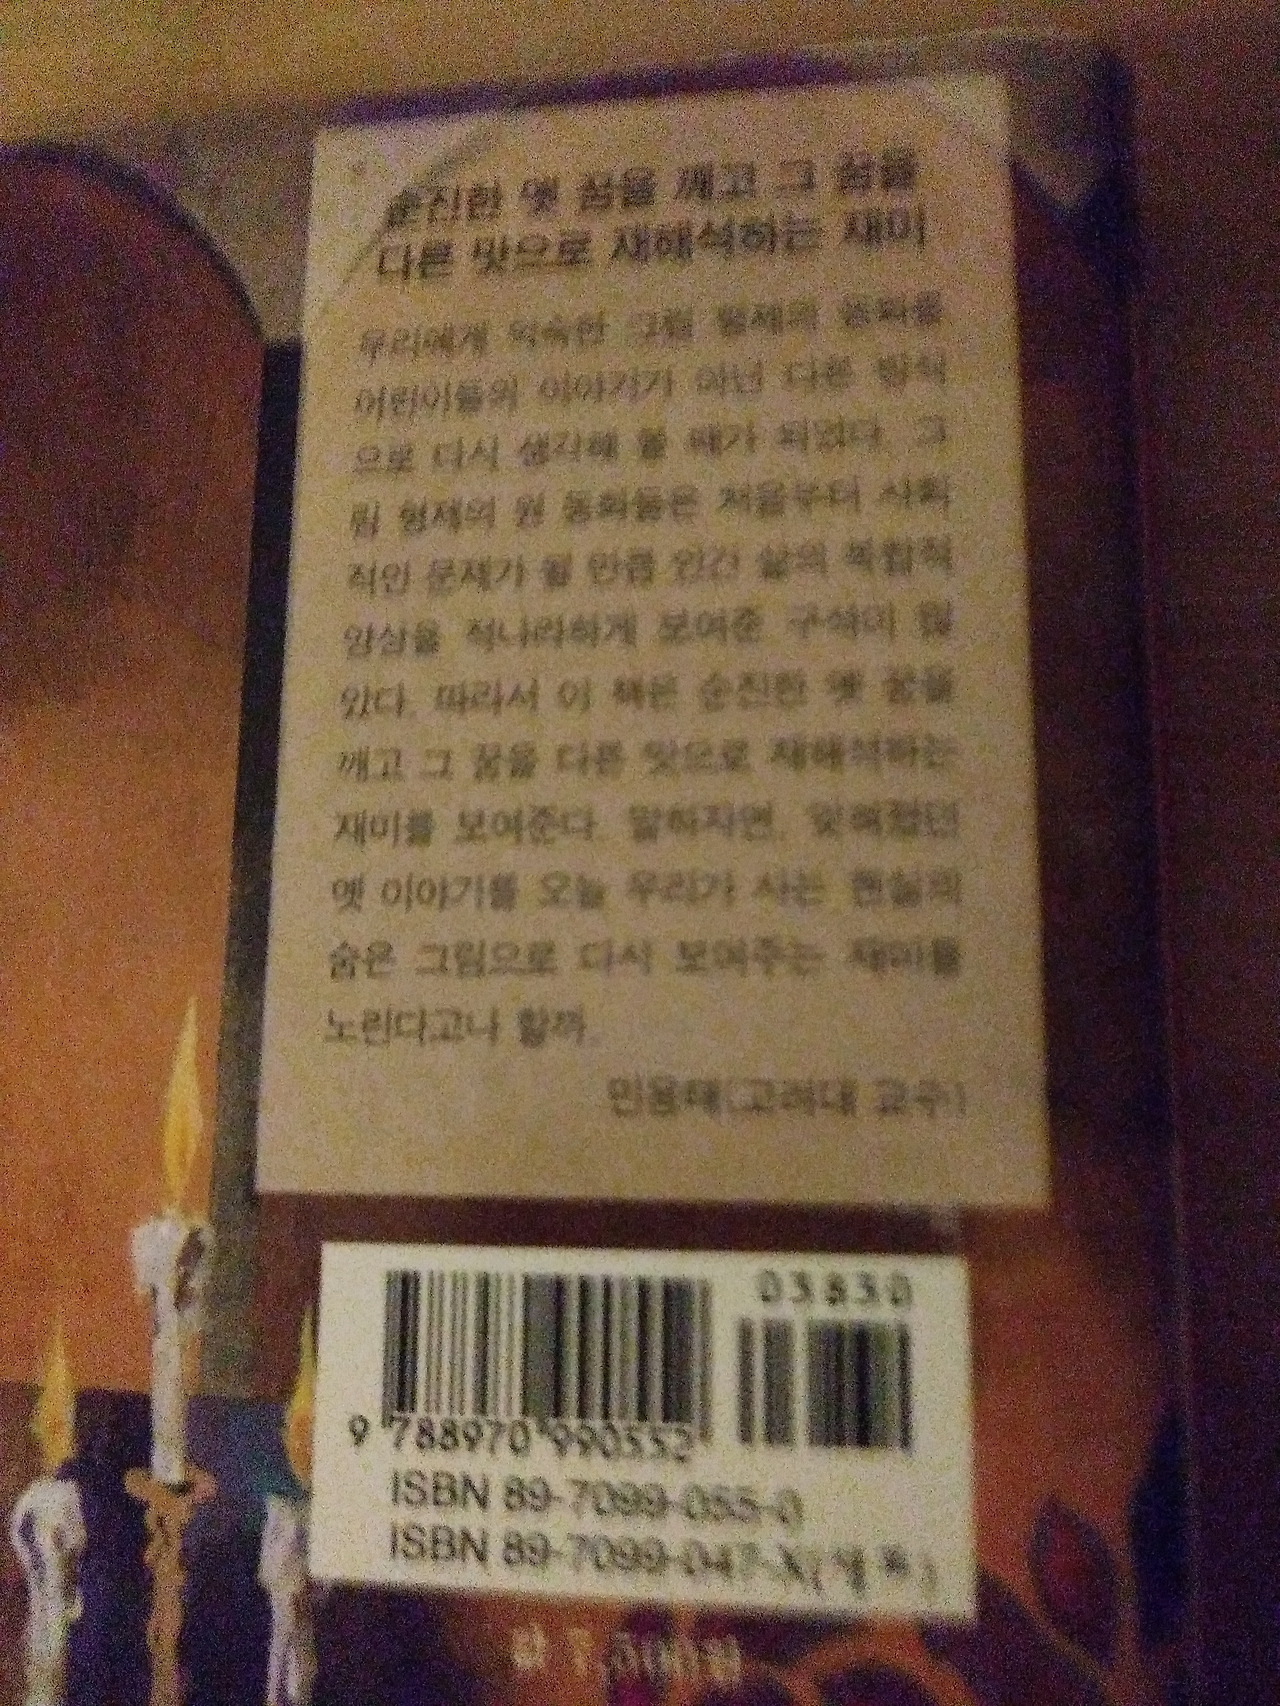 순진한 옛 꿈을 깨고 그 꿈을
다른 맛으로 재해석하는 재미
우리에게 익숙한 그림 형제의 동화를
어린이들의 이야기가 아닌 다른 방식
으로 다시 생각해 볼 때가 되었다. 그
림 형제의 원 동화들은 처음부터 사회
적인 문제가 될 만큼 인간 삶의 복합적
양상을 적나라하게 보여준 구석이 많
았다. 따라서 이 책은 순진한 옛 꿈을
깨고 그 꿈을 다른 맛으로 재해석하는
재미를 보여준다. 말하자면, 잊혀졌던
옛 이야기를 오늘 우리가 사는 현실의
숨은 그림으로 다시 보여주는 재미를
노린다고나 할까.
민용태(고려대 교수)
03830
9 788970 990552
ISBN 89-7099-055-0
ISBN 89-7099-047-X(세트)